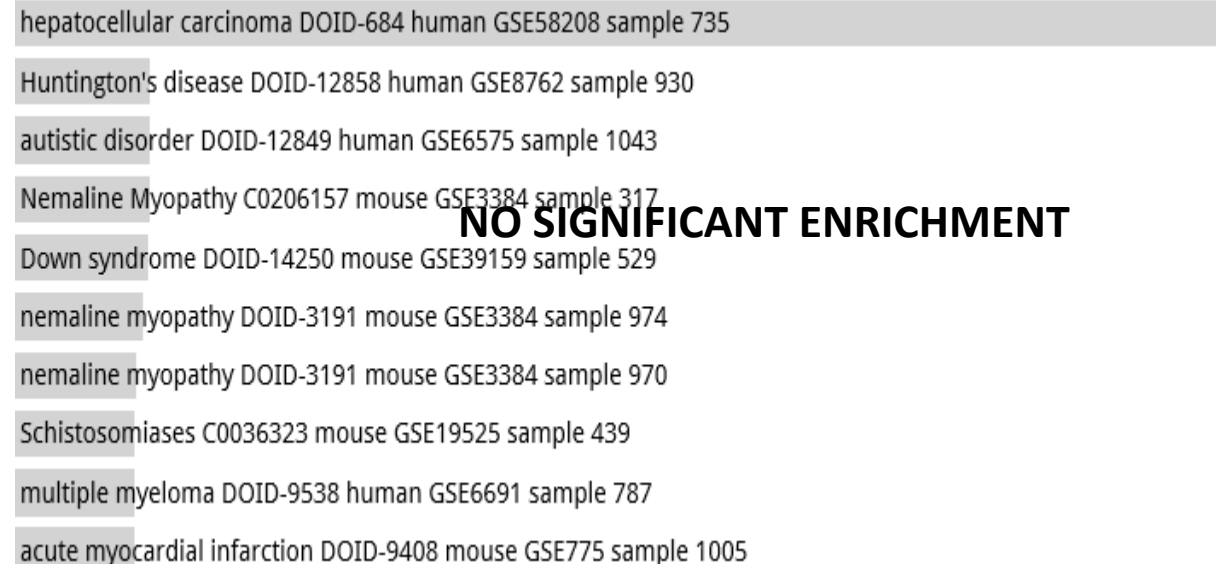 hepatocellular carcinoma DOID-684 human GSE58208 sample 735
Huntington's disease DOID-12858 human GSE8762 sample 930
autistic disorder DOID-12849 human GSE6575 sample 1043
Nemaline Myopathy C0206157 mouse GSE3384 sample 317
NO SIGNIFICANT ENRICHMENT
Down syndrome DOID-14250 mouse GSE39159 sample 529
nemaline myopathy DOID-3191 mouse GSE3384 sample 974
nemaline myopathy DOID-3191 mouse GSE3384 sample 970
Schistosomiases C0036323 mouse GSE19525 sample 439
multiple myeloma DOID-9538 human GSE6691 sample 787
acute myocardial infarction DOID-9408 mouse GSE775 sample 1005